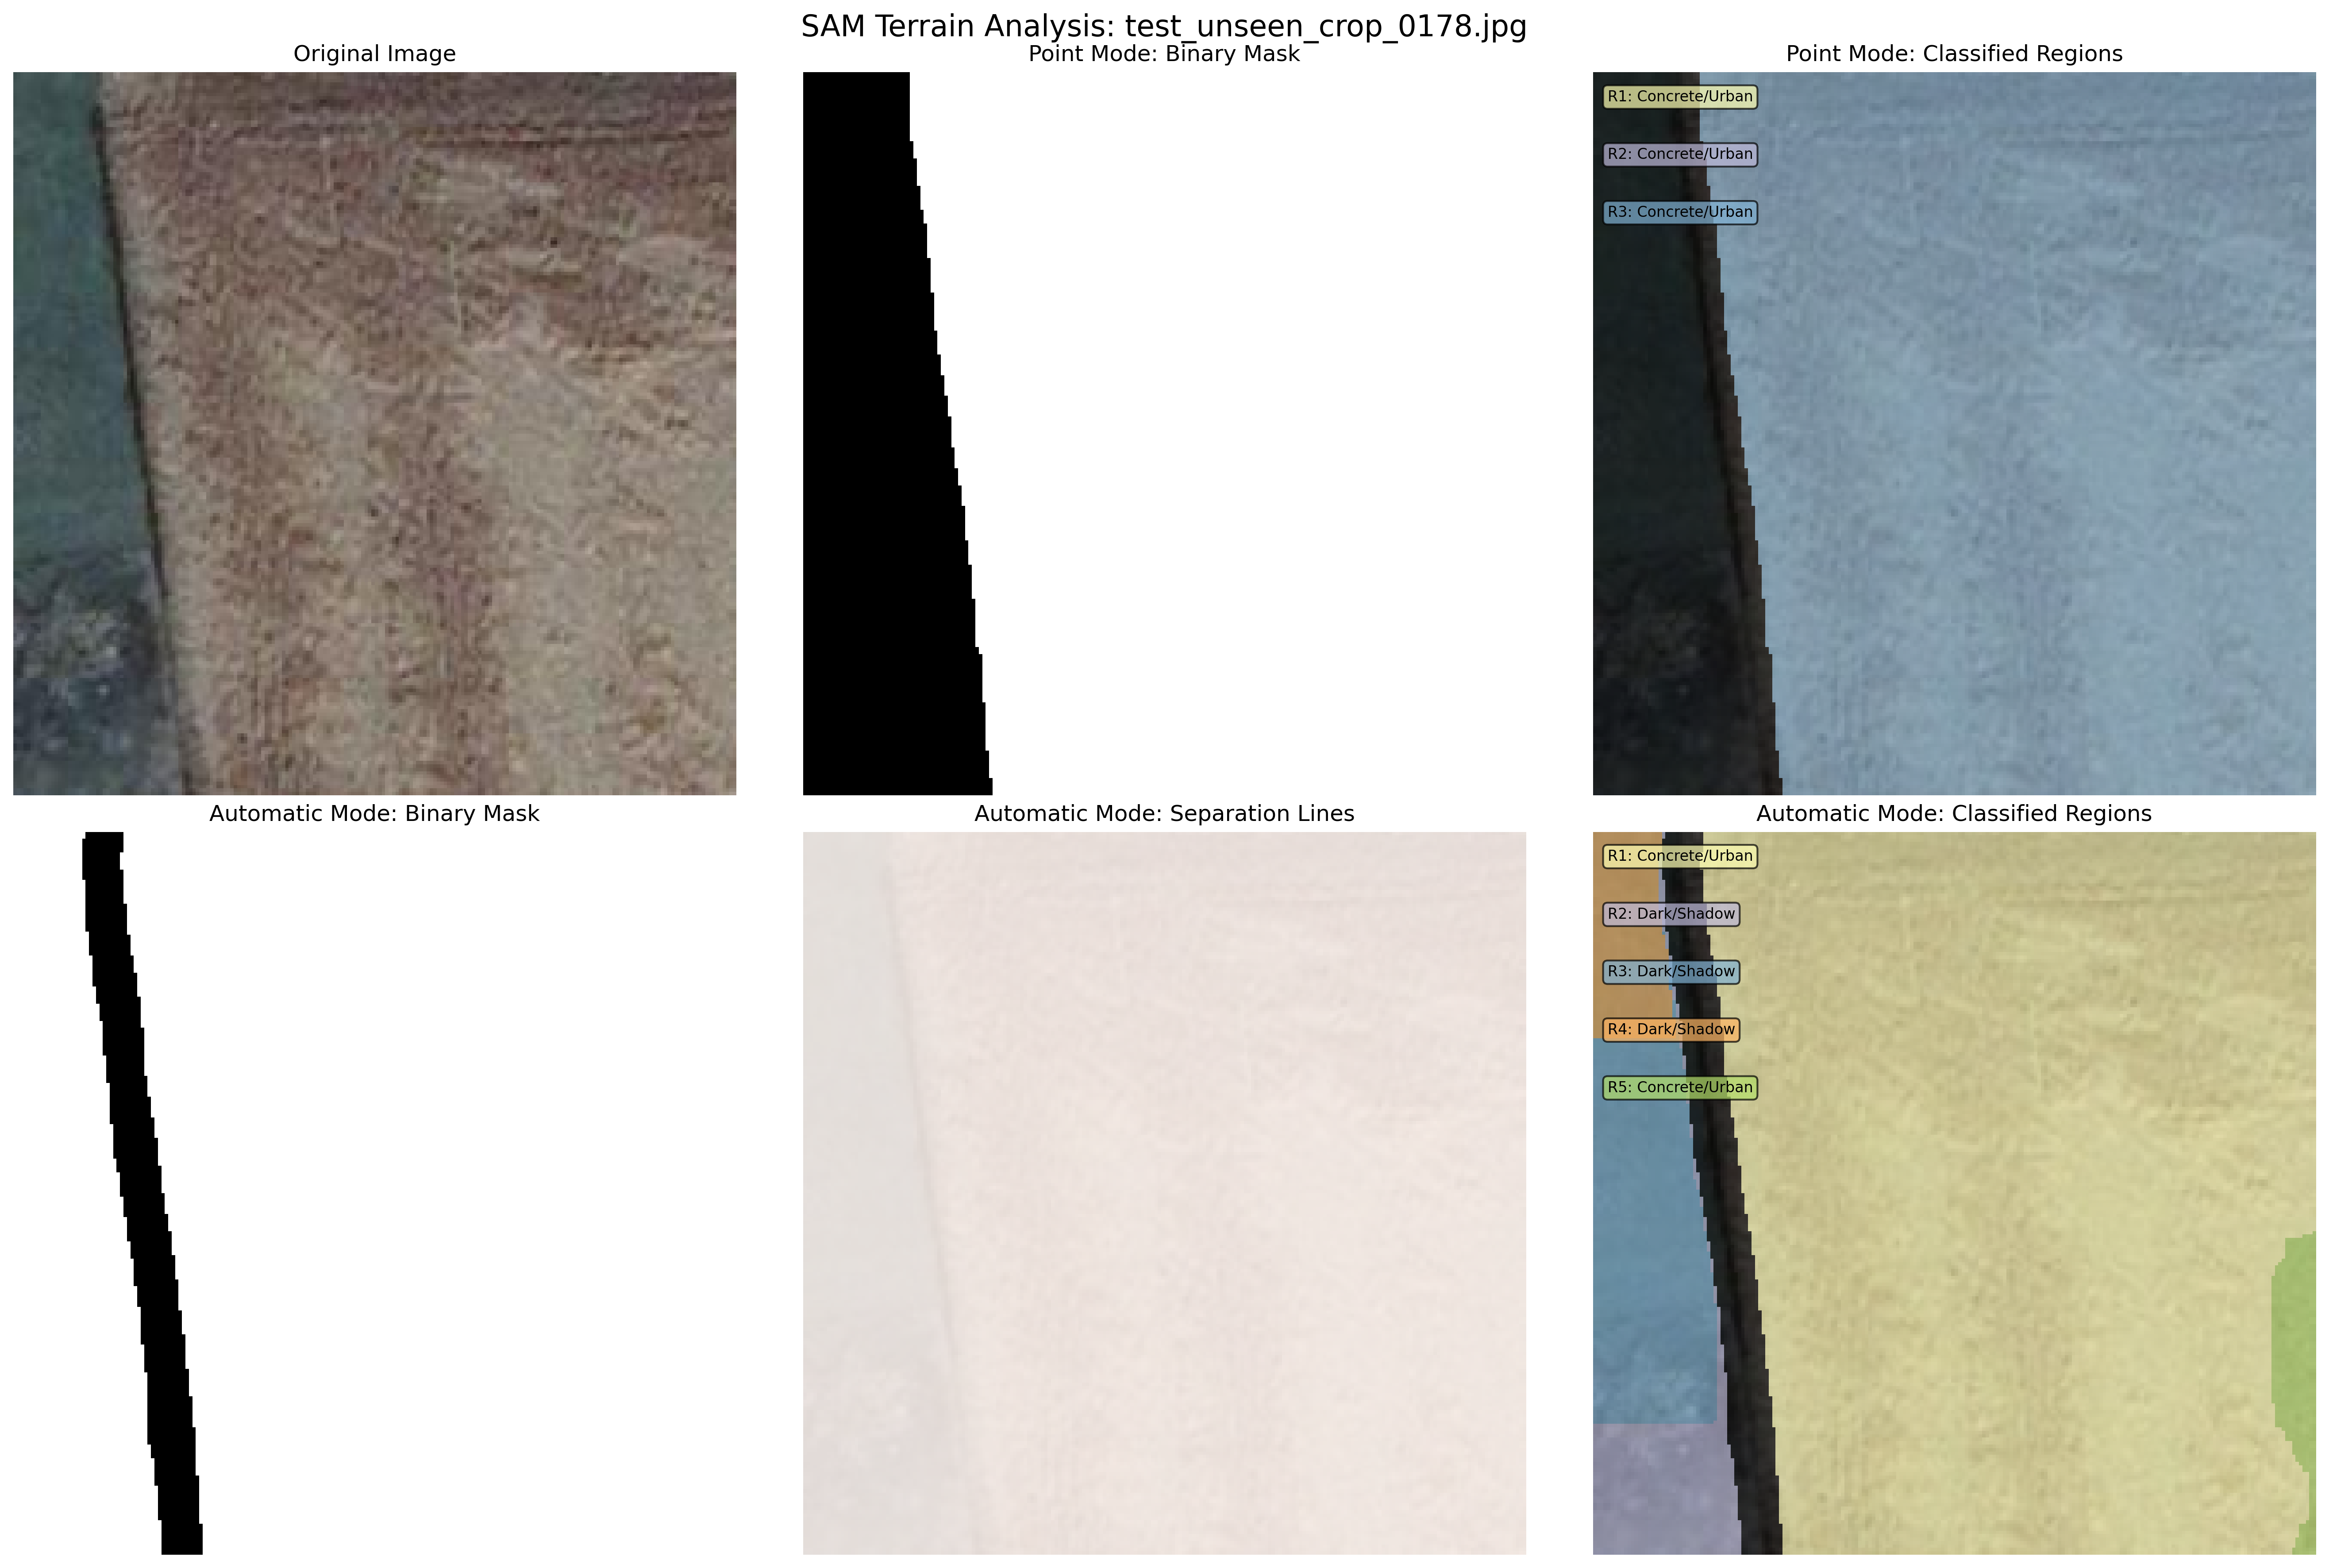 SAM Terrain Analysis: test_unseen_crop_0178.jpg
Original Image
Point Mode: Binary Mask
Point Mode: Classified Regions
R1: Concrete/Urban
R2: Concrete/Urban
R3: Concrete/Urban
Automatic Mode: Binary Mask
Automatic Mode: Separation Lines
Automatic Mode: Classified Regions
R1: Concrete/Urban
R2: Dark/Shadow
R3: Dark/Shadow
R4: Dark/Shadow
R5: Concrete/Urban